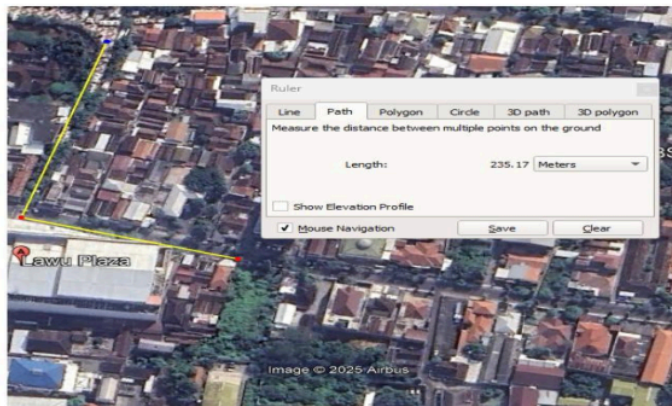 Ruler
Line Path Polygon Circle 3D path 3D polygon
Measure the distance between multiple points on the ground
Length: 235.17 Meters
Show Elevation Profile
Mouse Navigation Save Clear
Lawu Plaza
Image © 2025 Airbus